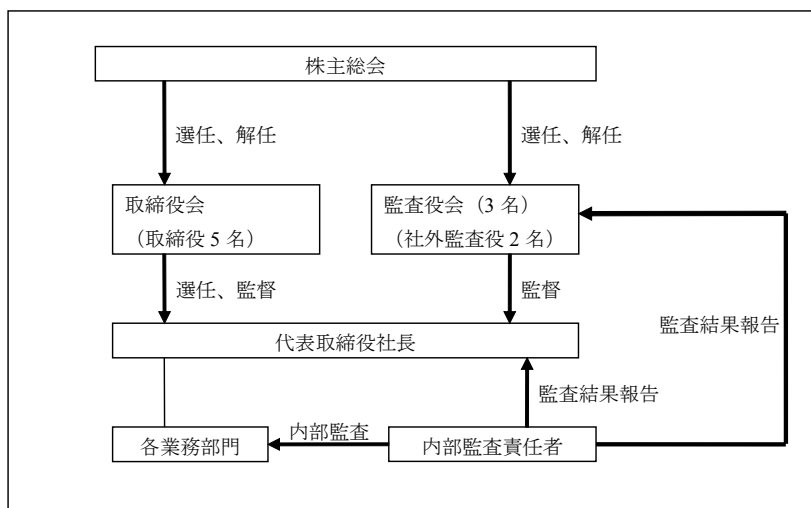 株主総会
選任、解任
選任、解任
取締役会
（取締役 5 名）
監査役会（3 名）
（社外監査役 2 名）
選任、監督
監督
監査結果報告
代表取締役社長
監査結果報告
内部監査
各業務部門
内部監査責任者